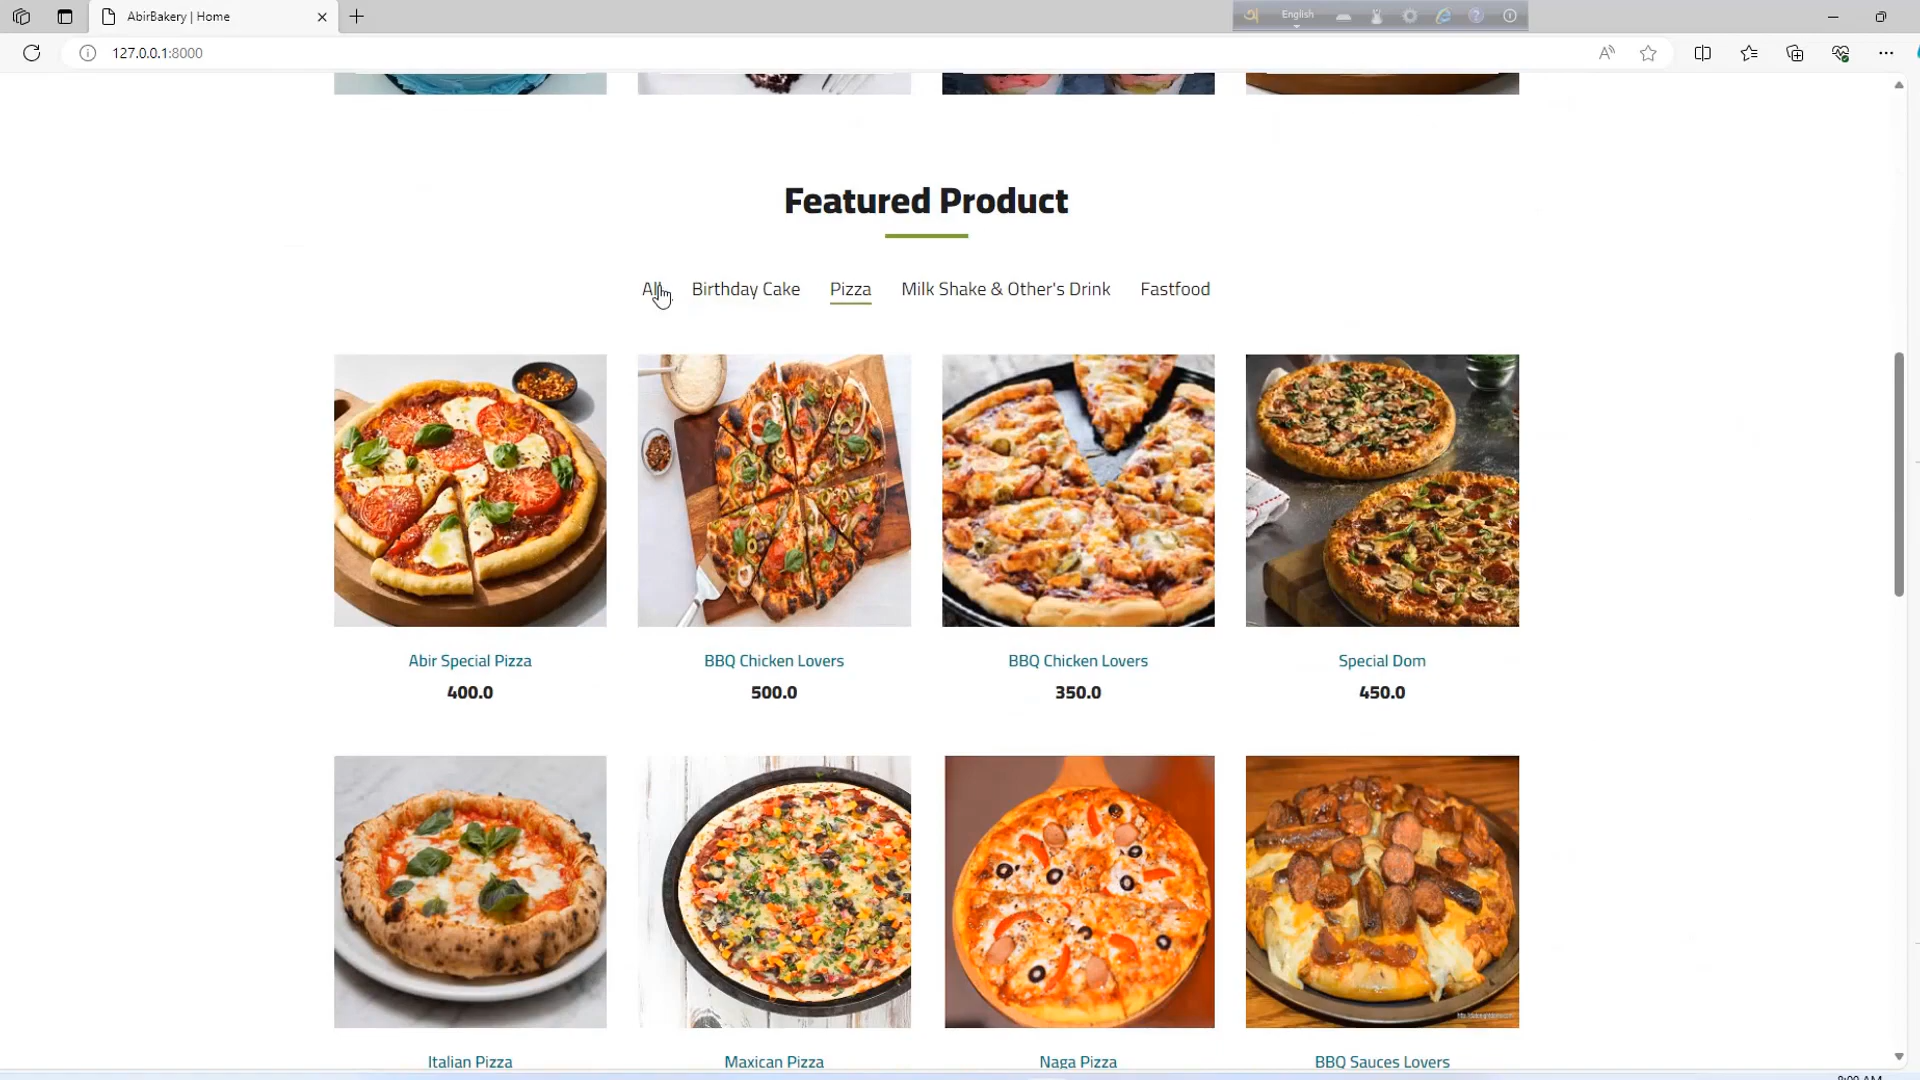 AbirBakery | Home
English
127.0.0.1:8000
Featured Product
All
Birthday Cake
Pizza
Milk Shake & Other's Drink
Fastfood
Abir Special Pizza
BBQ Chicken Lovers
BBQ Chicken Lovers
Special Dom
400.0
500.0
350.0
450.0
Italian Pizza
Maxican Pizza
Naga Pizza
BBQ Sauces Lovers